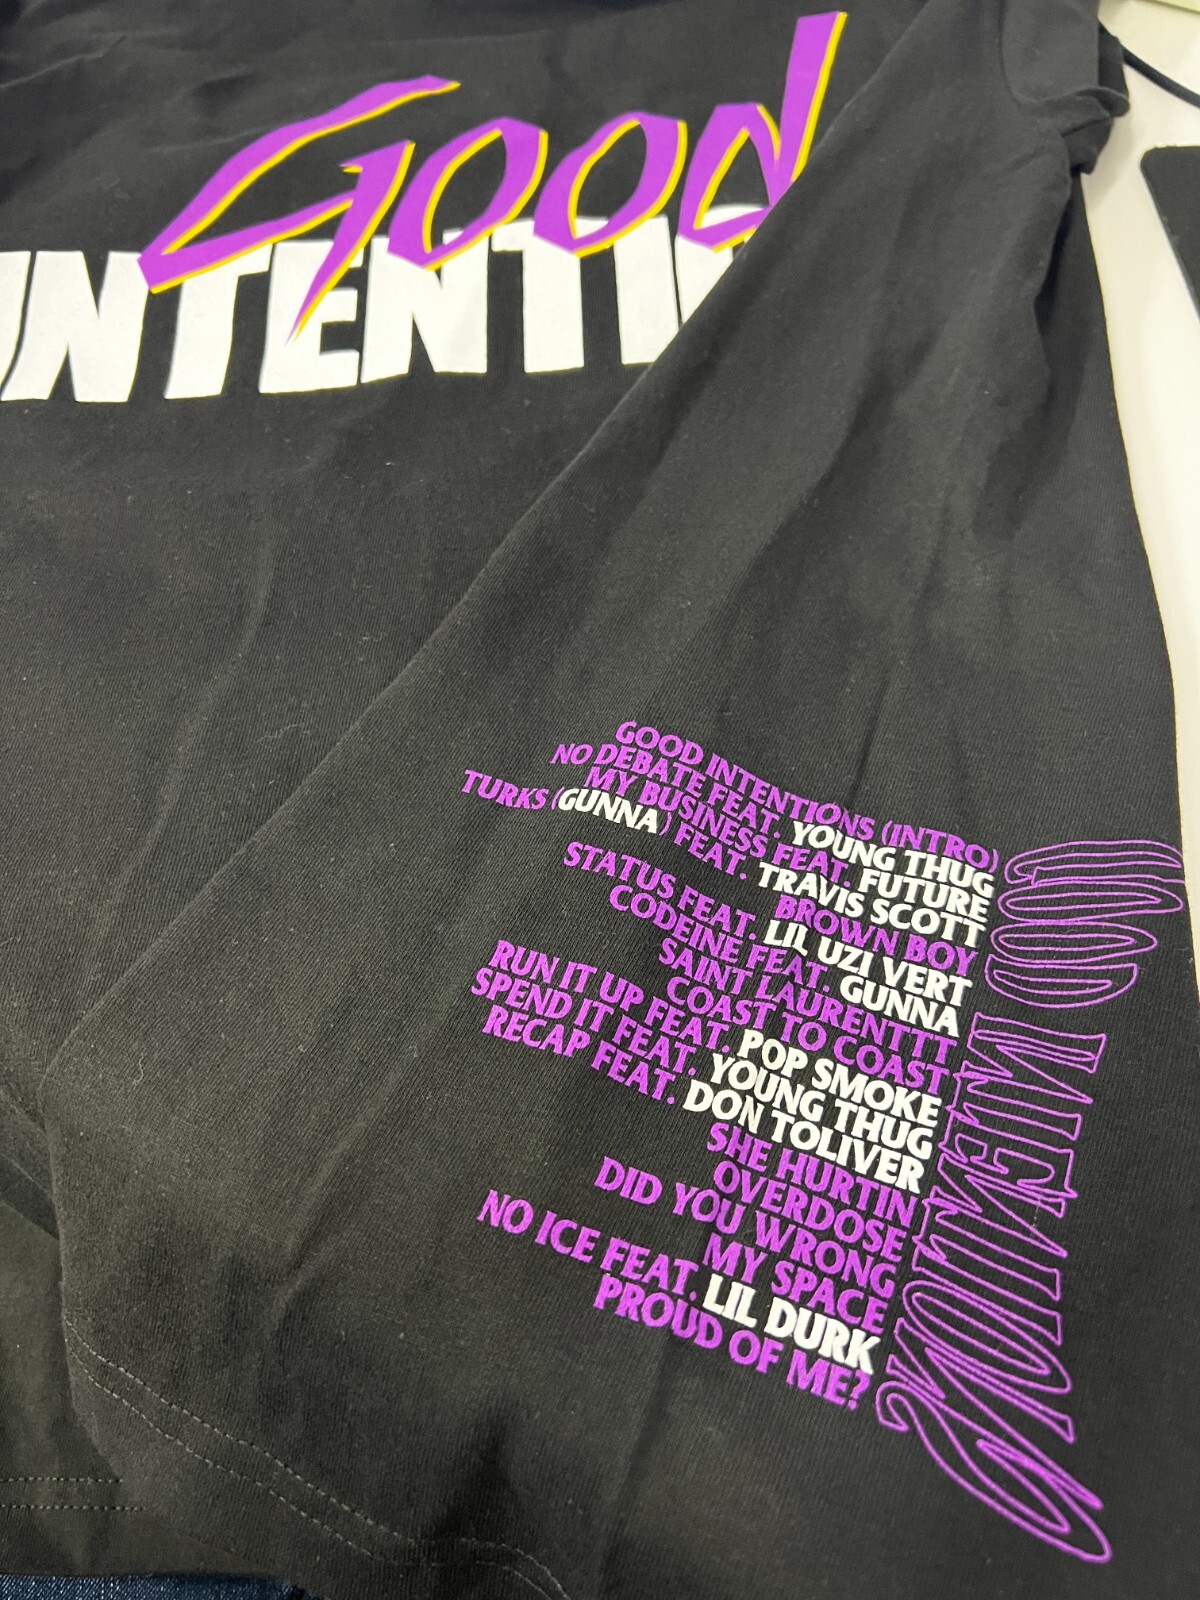 Good
INTENTI
GOOD INTENTIONS (INTRO)
NO DEBATE FEAT. YOUNG THUG
MY BUSINESS FEAT. FUTURE
TURKS (GUNNA) FEAT. TRAVIS SCOTT
BROWN BOY
STATUS FEAT. LIL UZI VERT
CODEINE FEAT. GUNNA
SAINT LAURENTTT
COAST TO COAST
RUN IT UP FEAT. POP SMOKE
SPEND IT FEAT. YOUNG THUG
RECAP FEAT. DON TOLIVER
SHE HURTIN
OVERDOSE
DID YOU WRONG
MY SPACE
NO ICE FEAT. LIL DURK
PROUD OF ME?
GOOD INTENTIONS